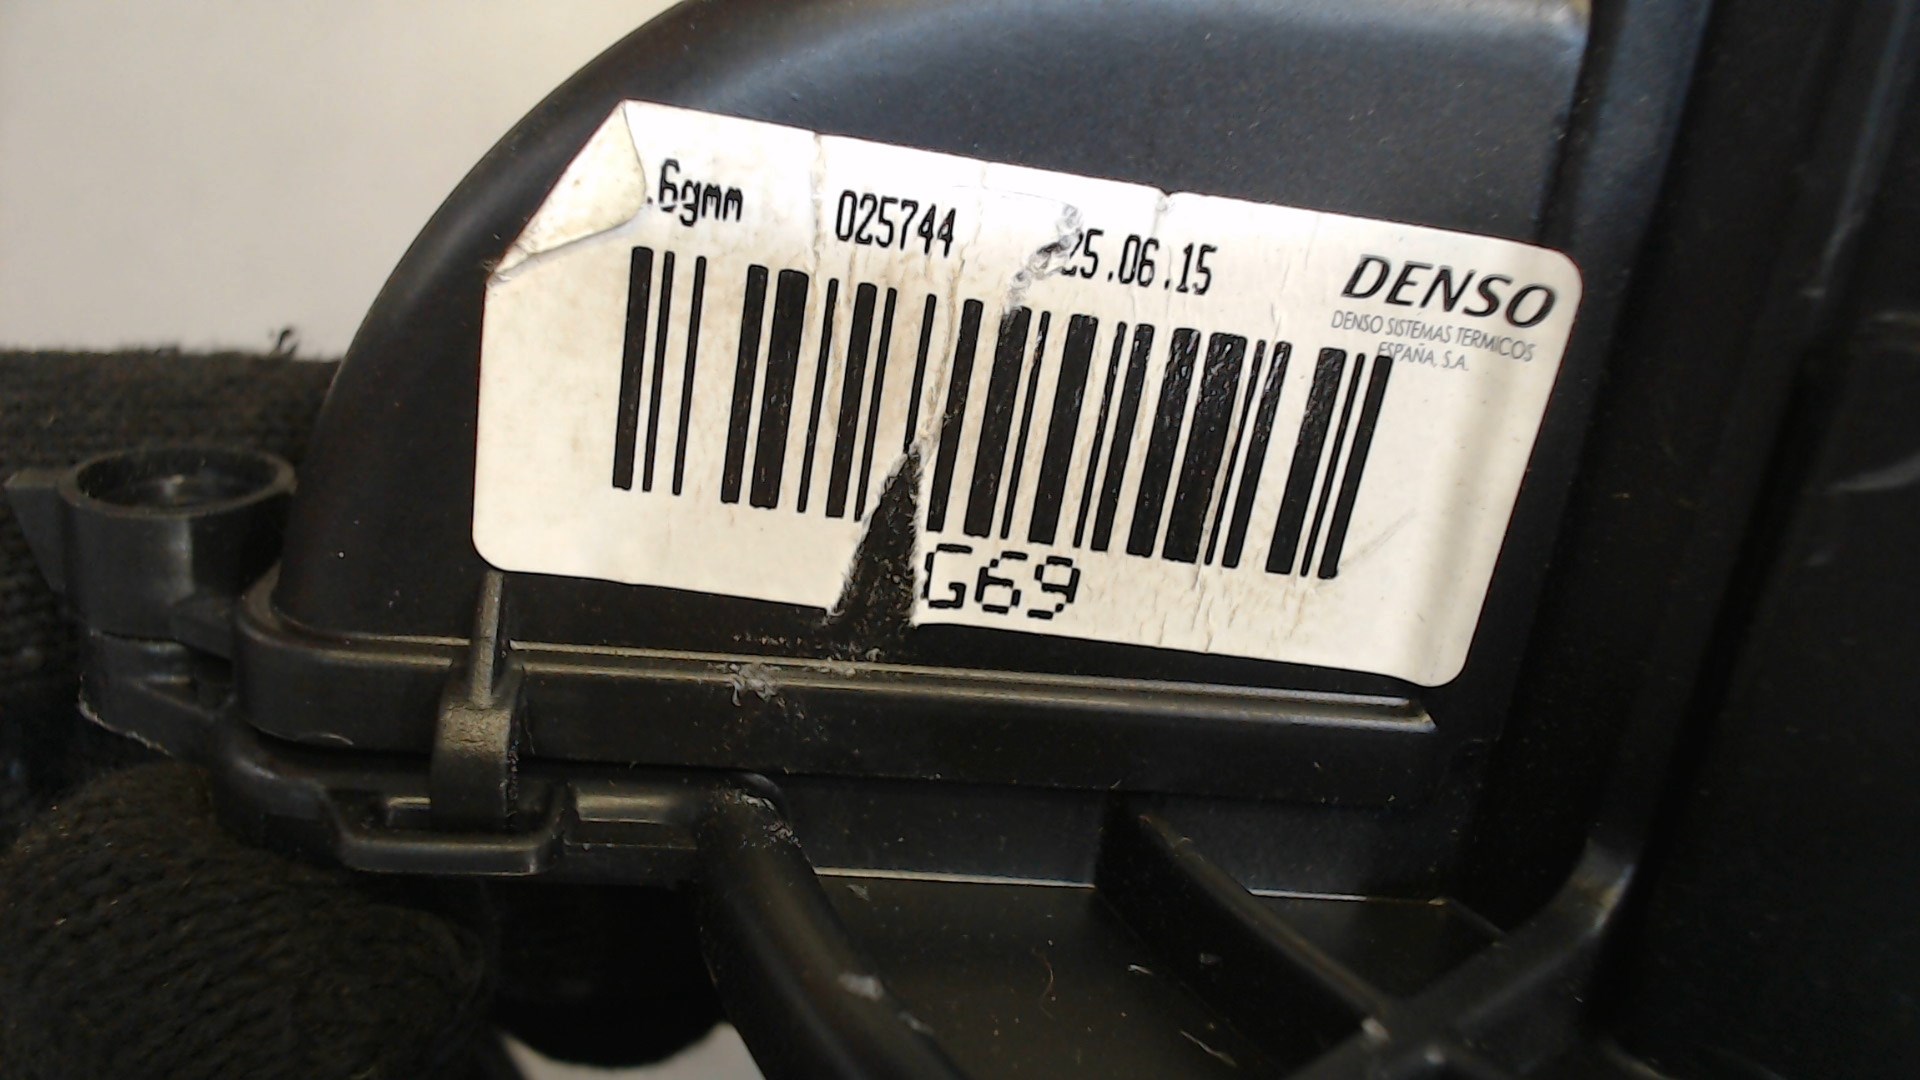 .6gmm 025744 25.06.15
DENSO
DENSO SISTEMAS TERMICOS
ESPAÑA, S.A.
G69